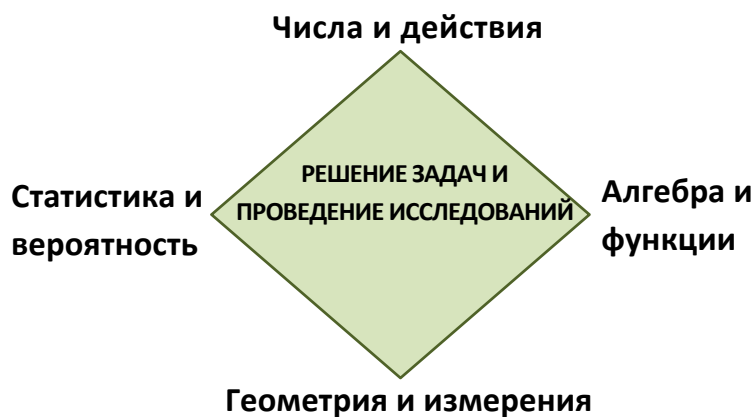 Числа и действия
РЕШЕНИЕ ЗАДАЧ И
ПРОВЕДЕНИЕ ИССЛЕДОВАНИЙ
Статистика и
вероятность
Алгебра и
функции
Геометрия и измерения